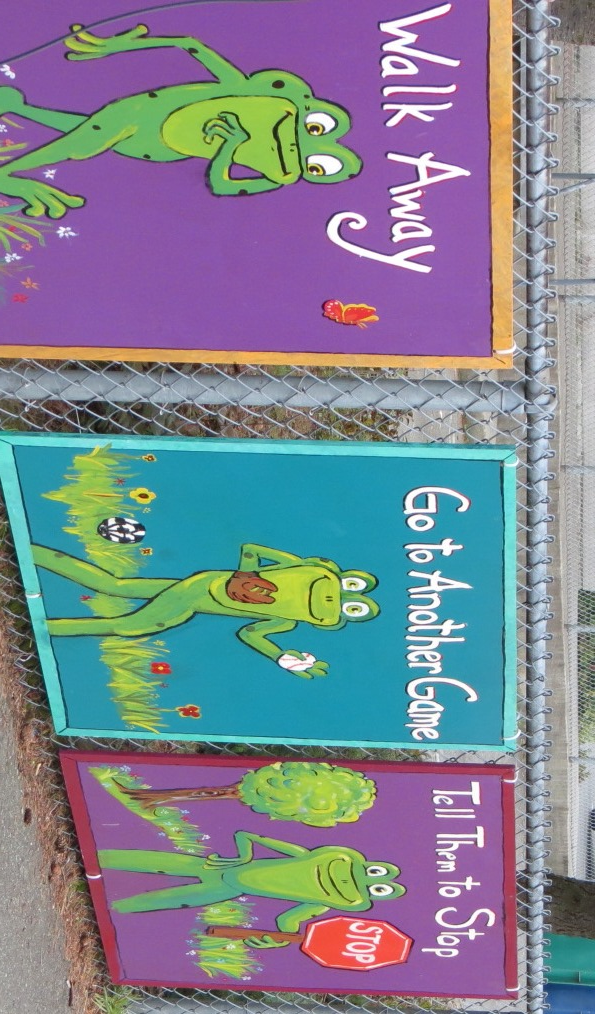 Walk Away
Go to Another Game
Tell Them to Stop
STOP